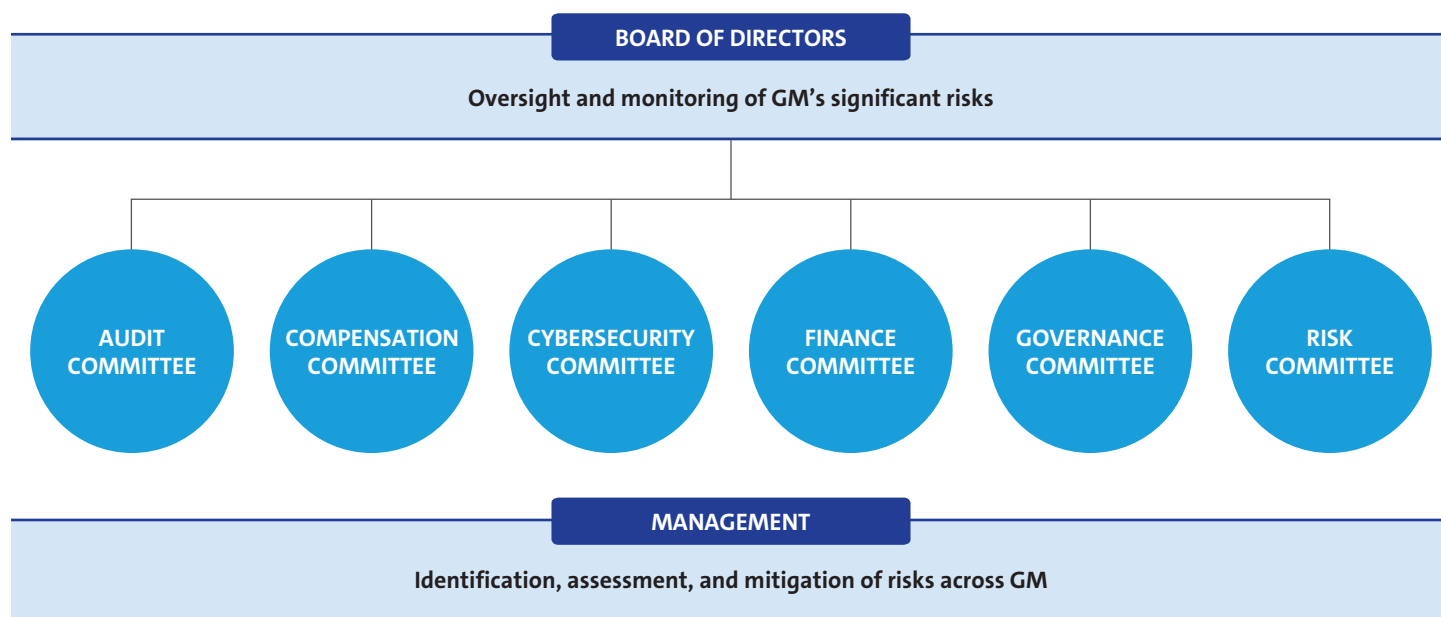 BOARD OF DIRECTORS
Oversight and monitoring of GM's significant risks
AUDIT
COMMITTEE
COMPENSATION
COMMITTEE
CYBERSECURITY
COMMITTEE
FINANCE
COMMITTEE
GOVERNANCE
COMMITTEE
RISK
COMMITTEE
MANAGEMENT
Identification, assessment, and mitigation of risks across GM